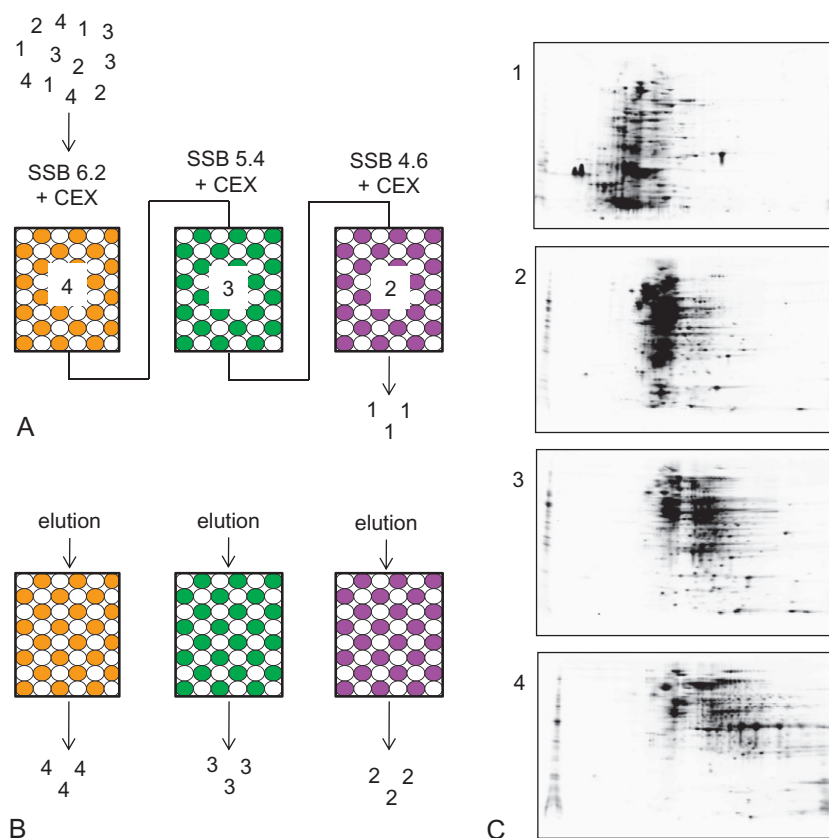 2 4 1 3
1 3 2 3
4 1 4 2
SSB 6.2
+ CEX
SSB 5.4
+ CEX
SSB 4.6
+ CEX
4
3
2
1 1
1
A
elution
elution
elution
4 4
4
3 3
3
2 2
2
B
1
2
3
4
C